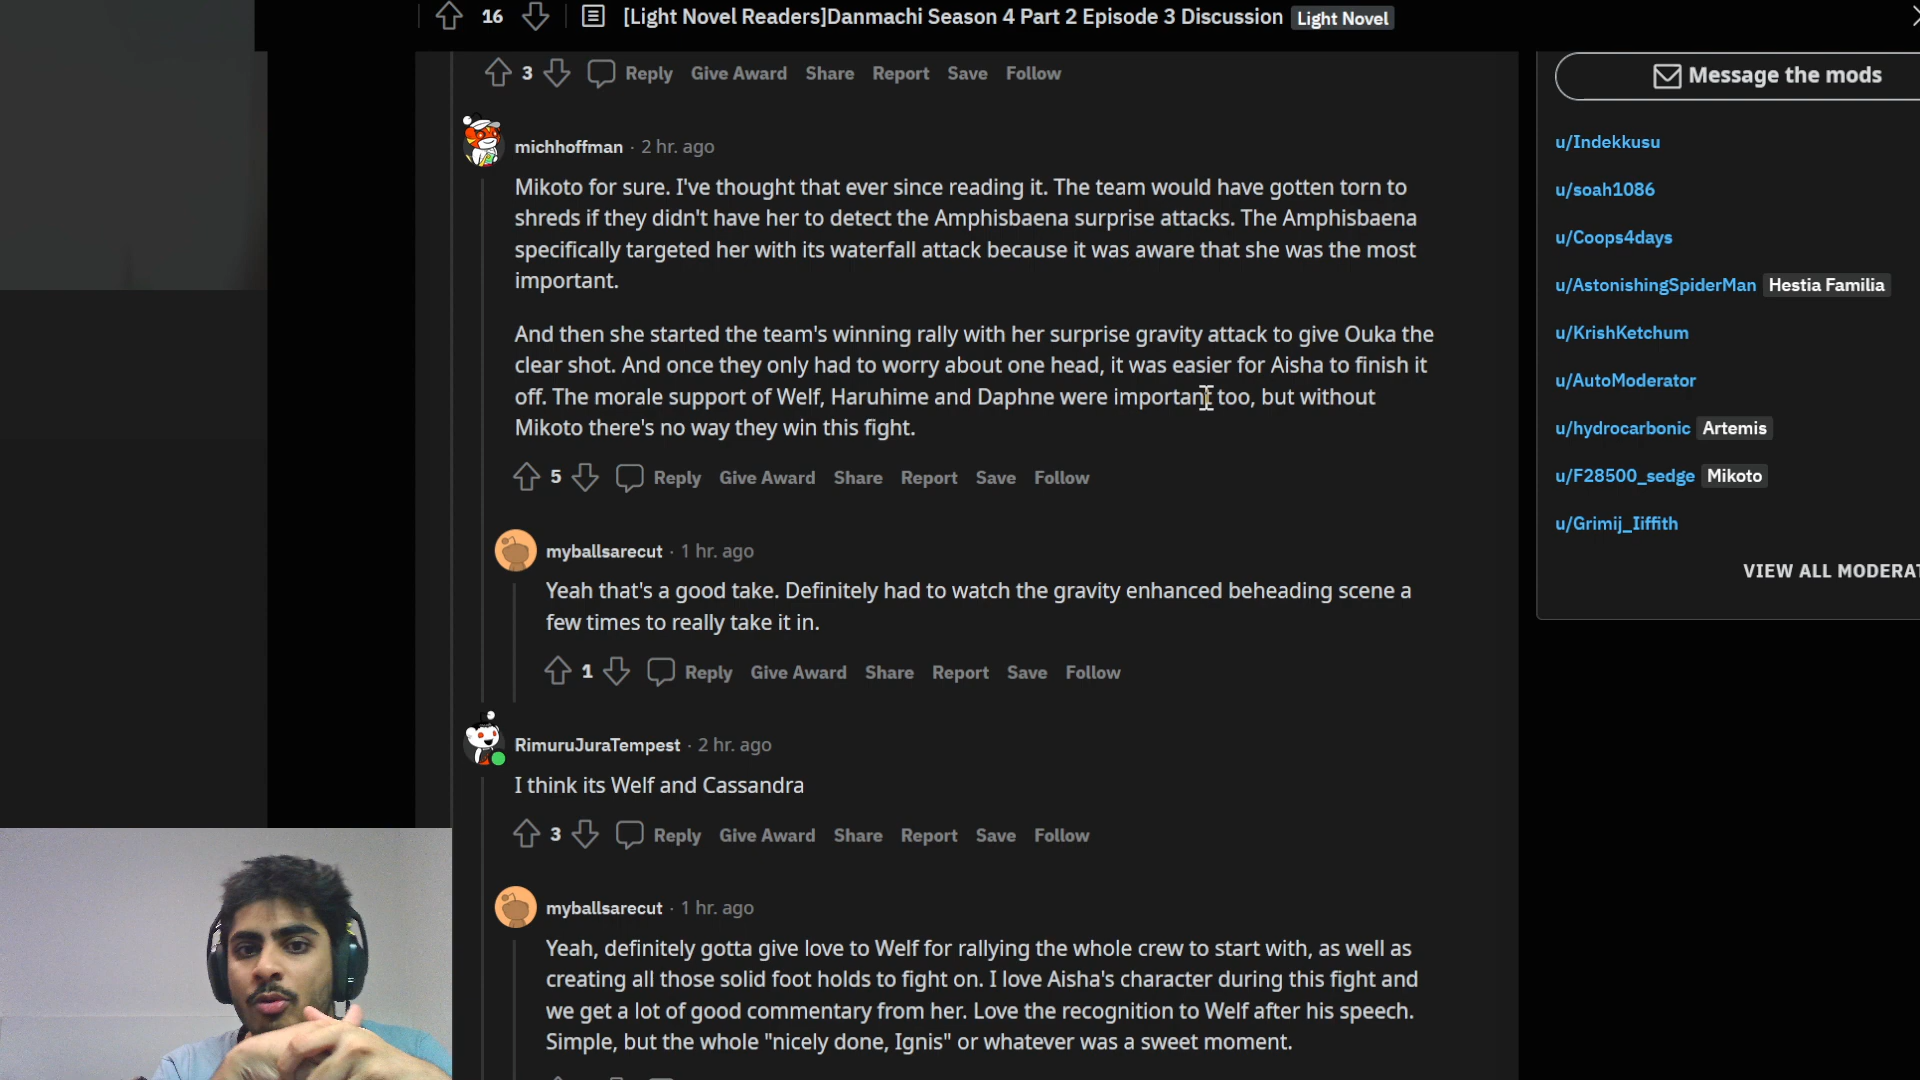 16 [Light Novel Readers]Danmachi Season 4 Part 2 Episode 3 Discussion Light Novel
3 Reply Give Award Share Report Save Follow
michhoffman · 2 hr. ago
Mikoto for sure. I've thought that ever since reading it. The team would have gotten torn to
shreds if they didn't have her to detect the Amphisbaena surprise attacks. The Amphisbaena
specifically targeted her with its waterfall attack because it was aware that she was the most
important.
And then she started the team's winning rally with her surprise gravity attack to give Ouka the
clear shot. And once they only had to worry about one head, it was easier for Aisha to finish it
off. The morale support of Welf, Haruhime and Daphne were important too, but without
Mikoto there's no way they win this fight.
5 Reply Give Award Share Report Save Follow
myballsarecut · 1 hr. ago
Yeah that's a good take. Definitely had to watch the gravity enhanced beheading scene a
few times to really take it in.
1 Reply Give Award Share Report Save Follow
RimuruJuraTempest · 2 hr. ago
I think its Welf and Cassandra
3 Reply Give Award Share Report Save Follow
myballsarecut · 1 hr. ago
Yeah, definitely gotta give love to Welf for rallying the whole crew to start with, as well as
creating all those solid foot holds to fight on. I love Aisha's character during this fight and
we get a lot of good commentary from her. Love the recognition to Welf after his speech.
Simple, but the whole "nicely done, Ignis" or whatever was a sweet moment.
Message the mods
u/Indekkusu
u/soah1086
u/Coops4days
u/AstonishingSpiderMan Hestia Familia
u/KrishKetchum
u/AutoModerator
u/hydrocarbonic Artemis
u/F28500_sedge Mikoto
u/Grimij_Iiffith
VIEW ALL MODERAT